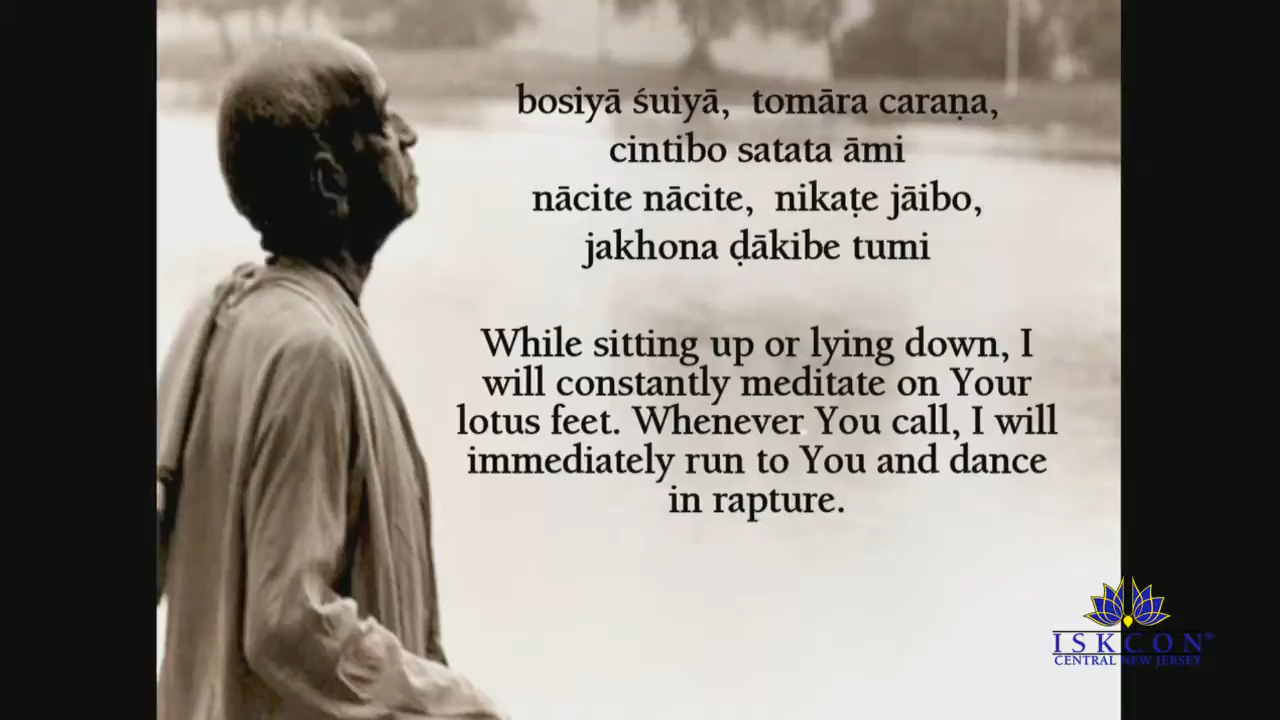 bosiyā śuiyā, tomāra caraṇa,
cintibo satata āmi
nācite nācite, nikaṭe jāibo,
jakhona ḍākibe tumi
While sitting up or lying down, I
will constantly meditate on Your
lotus feet. Whenever You call, I will
immediately run to You and dance
in rapture.
ISKCON®
CENTRAL NEW JERSEY